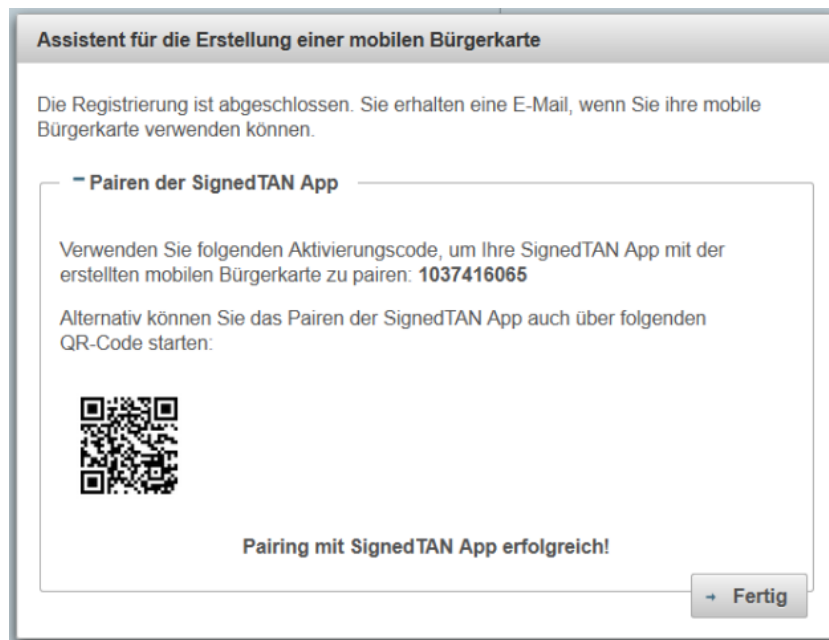 Assistent für die Erstellung einer mobilen Bürgerkarte
Die Registrierung ist abgeschlossen. Sie erhalten eine E-Mail, wenn Sie ihre mobile
Bürgerkarte verwenden können.
Pairen der SignedTAN App
Verwenden Sie folgenden Aktivierungscode, um Ihre SignedTAN App mit der
erstellten mobilen Bürgerkarte zu pairen: 1037416065
Alternativ können Sie das Pairen der SignedTAN App auch über folgenden
QR-Code starten:
Pairing mit SignedTAN App erfolgreich!
Fertig